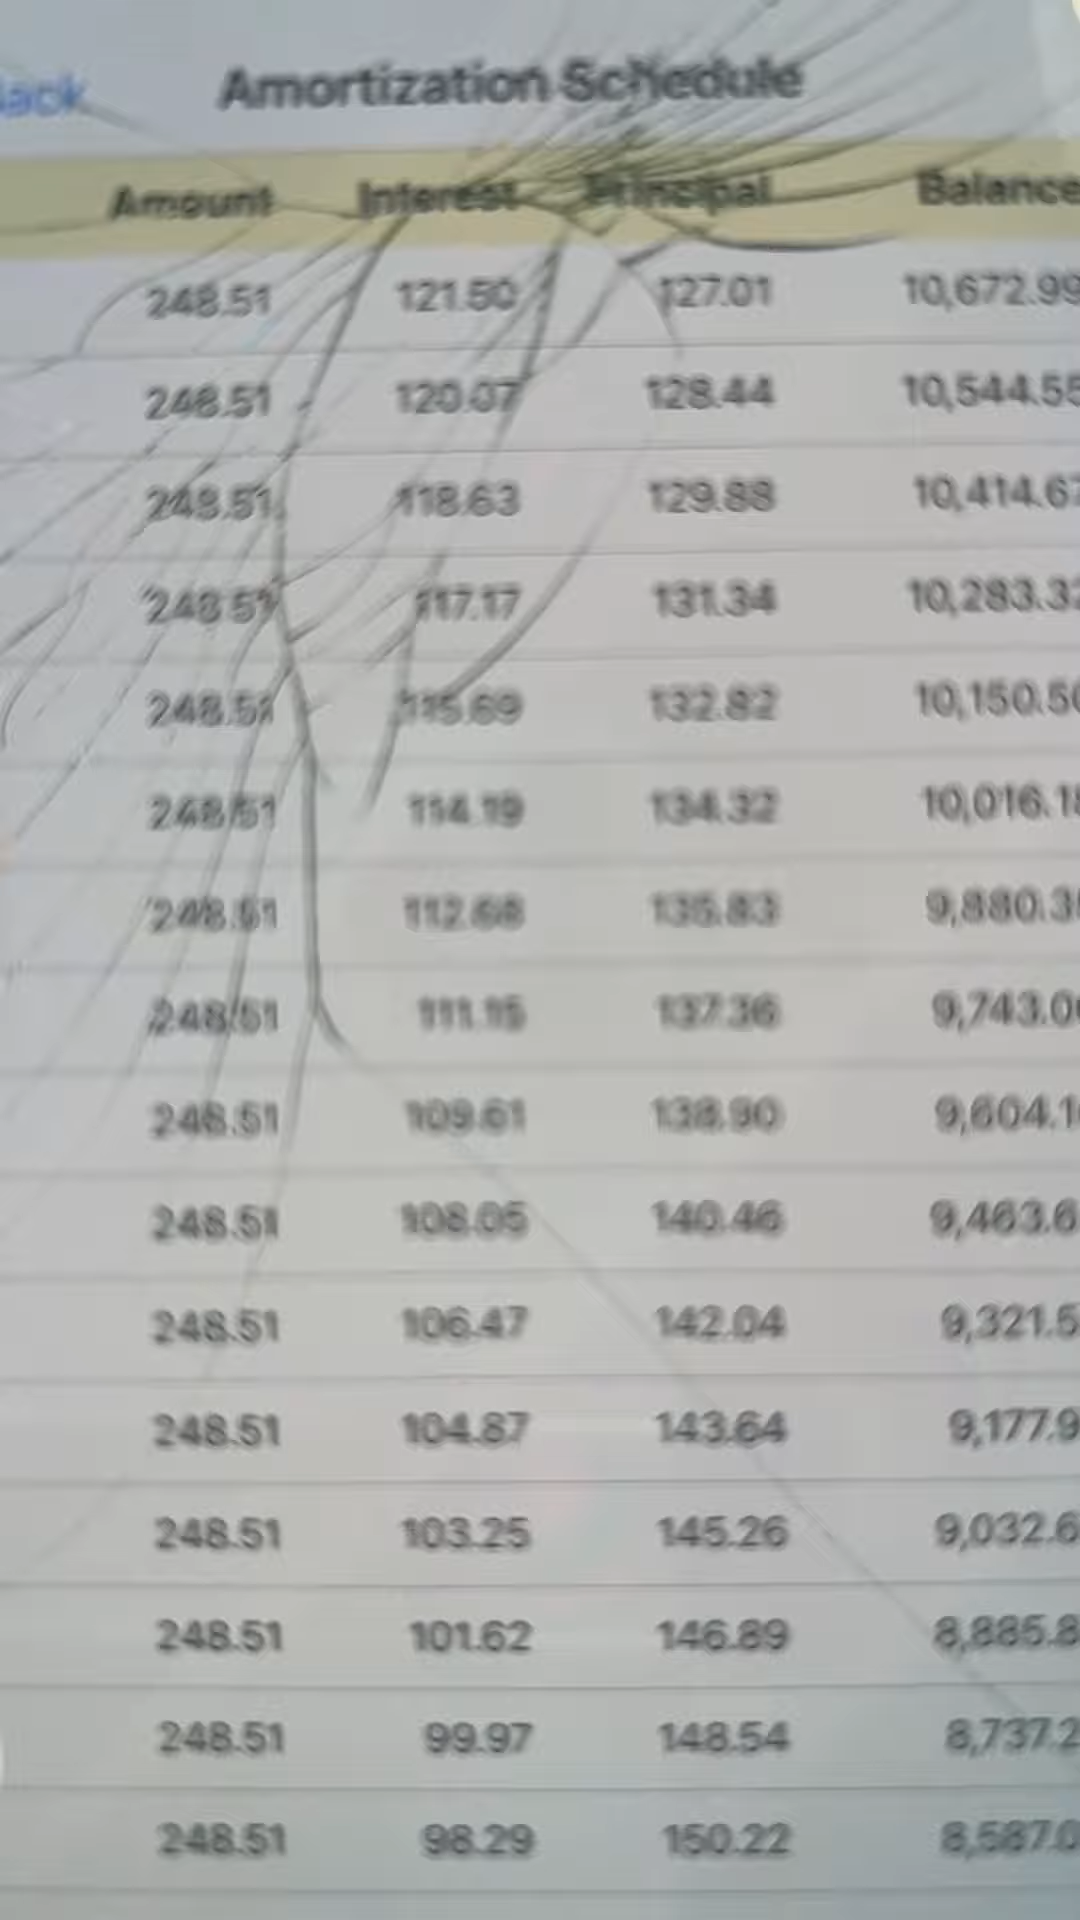 Back Amortization Schedule
Amount Interest Principal Balance
248.51 121.50 127.01 10,672.99
248.51 120.07 128.44 10,544.55
248.51 118.63 129.88 10,414.67
248.51 117.17 131.34 10,283.3
248.51 115.69 132.82 10,150.5
248.51 114.19 134.32 10,016.1
248.51 112.68 135.83 9,880.3
248.51 111.15 137.36 9,743.0
248.51 109.61 138.90 9,604.1
248.51 108.05 140.46 9,463.6
248.51 106.47 142.04 9,321.5
248.51 104.87 143.64 9,177.9
248.51 103.25 145.26 9,032.6
248.51 101.62 146.89 8,885.8
248.51 99.97 148.54 8,737.2
248.51 98.29 150.22 8,587.0